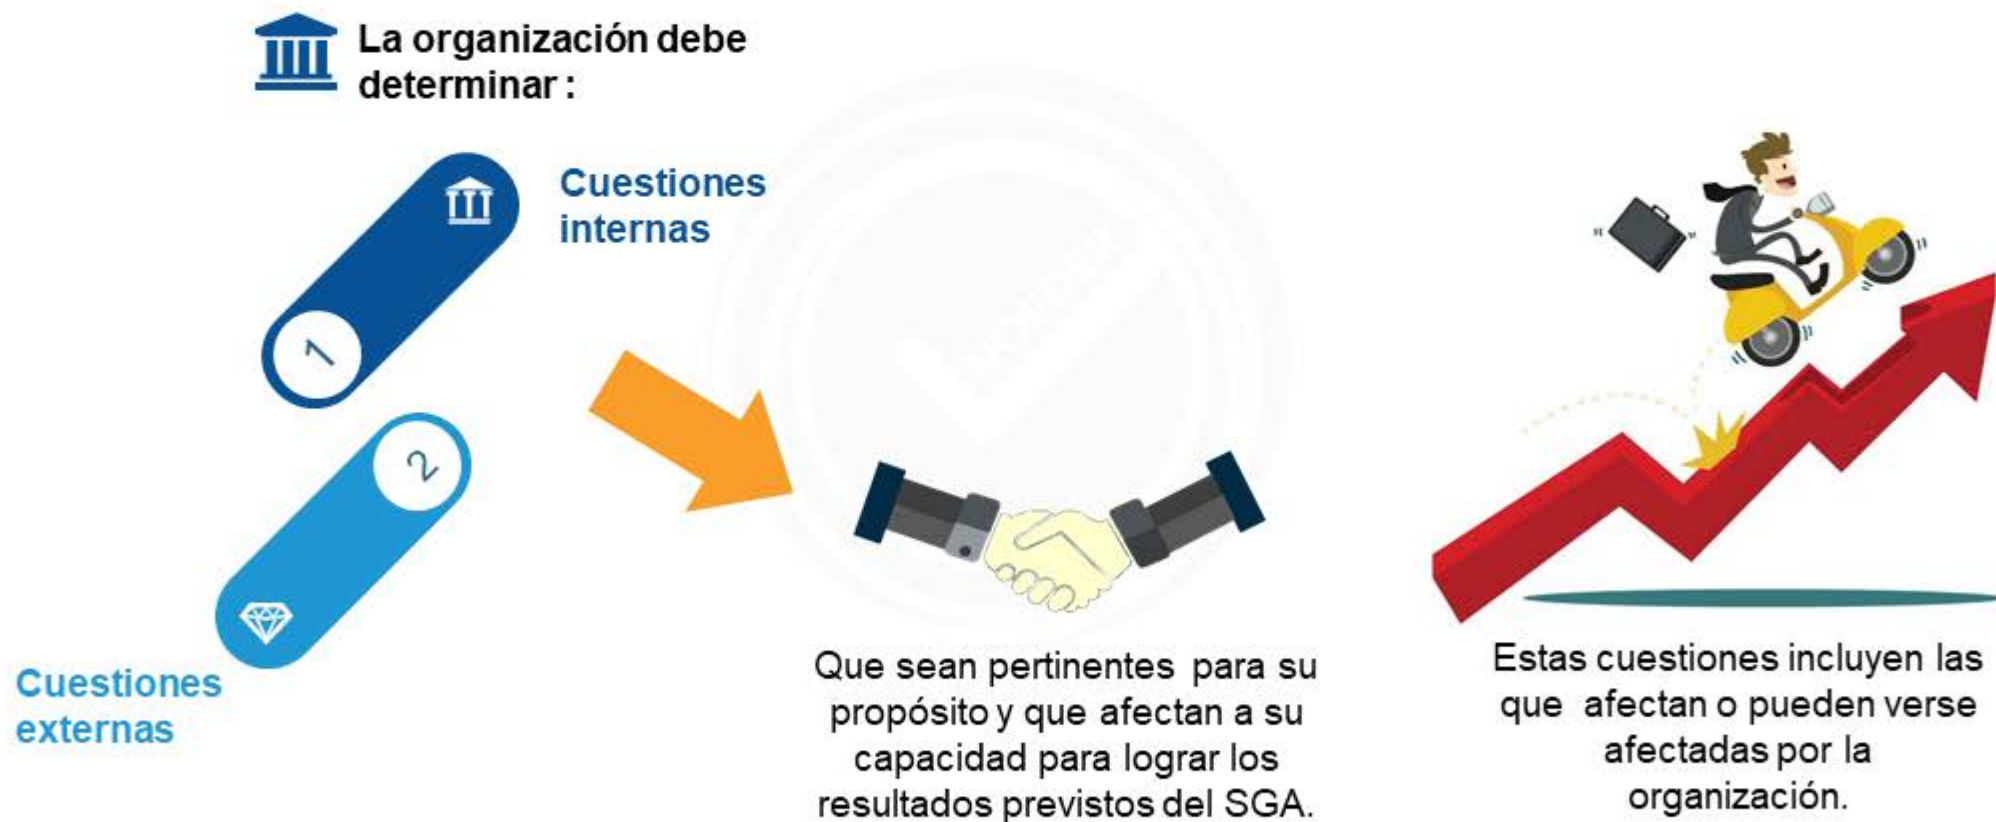 La organización debe
determinar :
Cuestiones
internas
1
2
Cuestiones
externas
Que sean pertinentes para su
propósito y que afectan a su
capacidad para lograr los
resultados previstos del SGA.
Estas cuestiones incluyen las
que afectan o pueden verse
afectadas por la
organización.